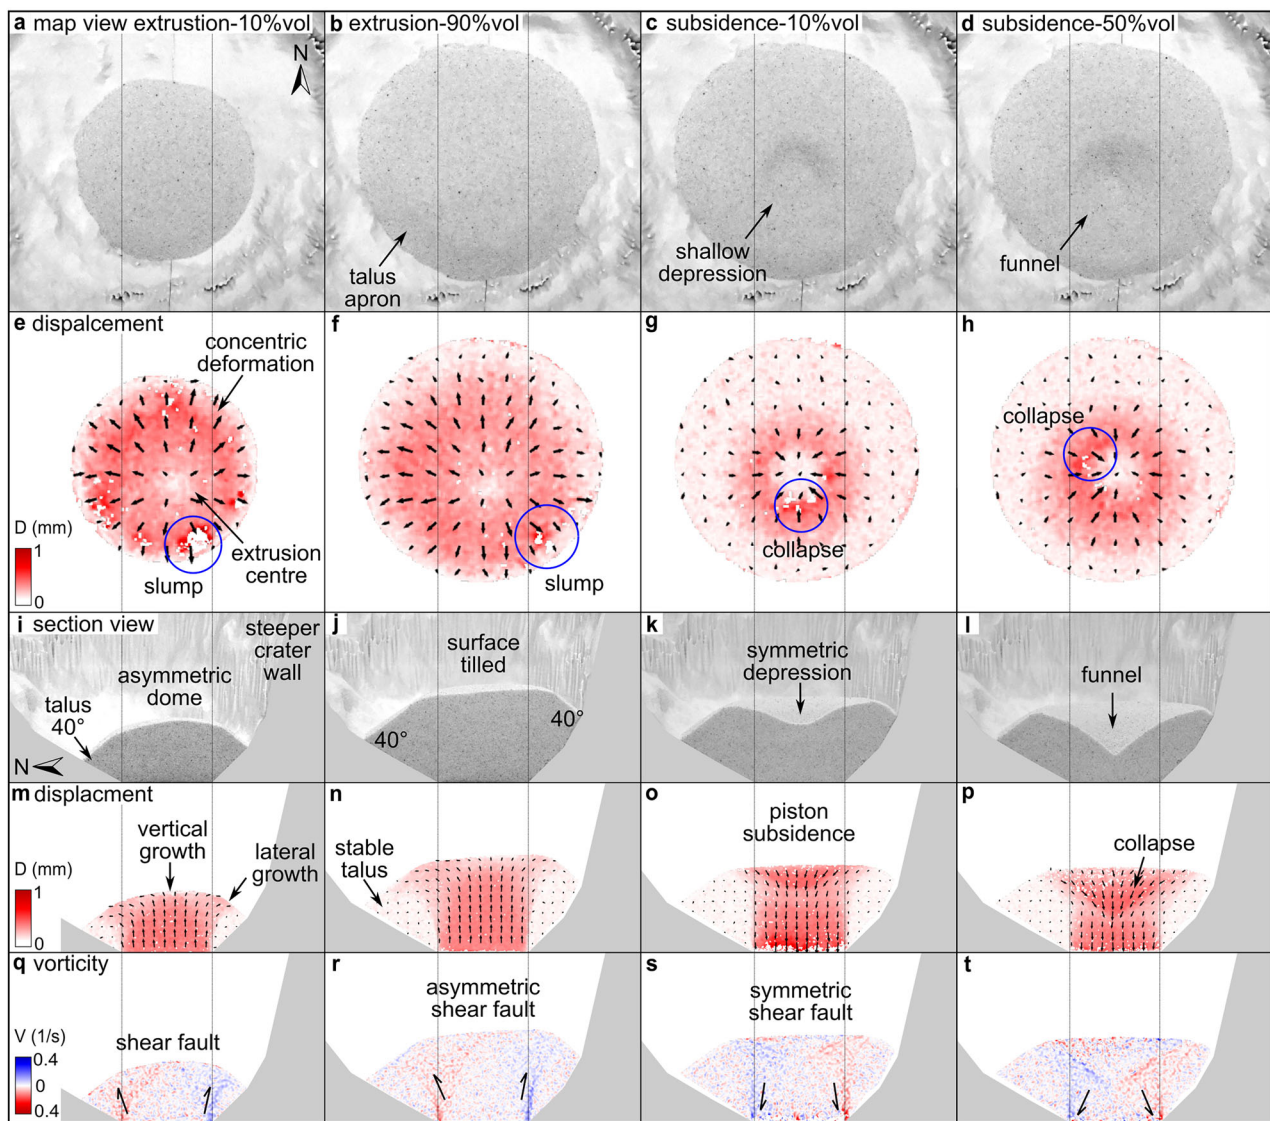 a map view extrustion-10%vol
N
talus
apron
b extrusion-90%vol
c subsidence-10%vol
shallow
depression
d subsidence-50%vol
funnel
e dispalcement
concentric
deformation
D (mm)
1
0
extrusion
centre
slump
f
slump
g
collapse
h
collapse
i section view
steeper
crater
wall
asymmetric
dome
talus
40°
N
j
surface
tilled
40°
40°
k
symmetric
depression
l
funnel
m displacment
vertical
growth
lateral
growth
D (mm)
1
0
n
stable
talus
o
piston
subsidence
p
collapse
q vorticity
V (1/s)
0.4
0
0.4
shear fault
r
asymmetric
shear fault
s
symmetric
shear fault
t